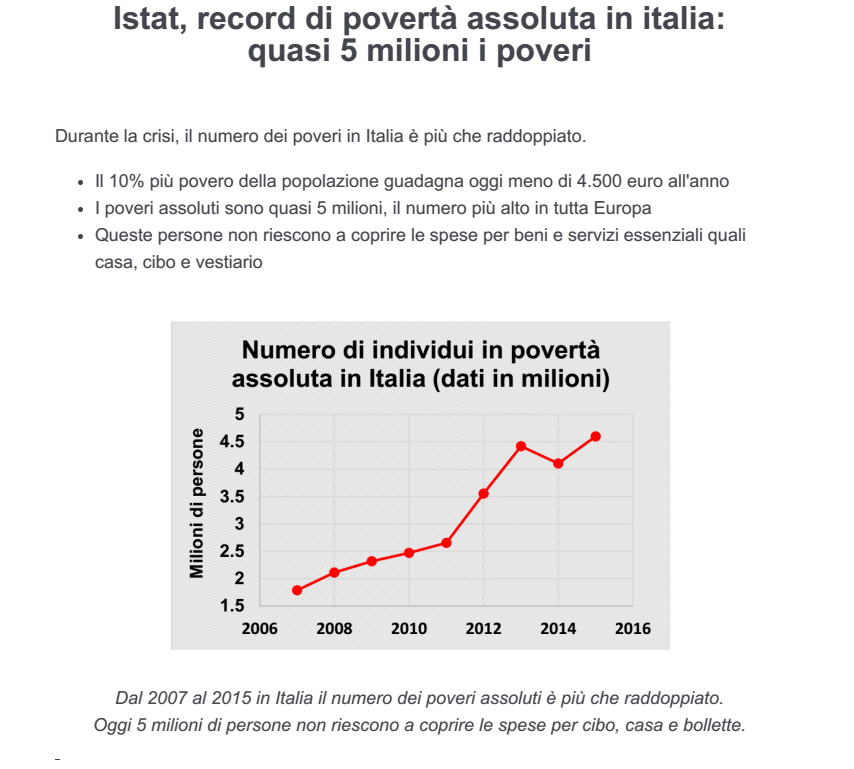 Istat, record di povertà assoluta in italia:
quasi 5 milioni i poveri
Durante la crisi, il numero dei poveri in Italia è più che raddoppiato.
• Il 10% più povero della popolazione guadagna oggi meno di 4.500 euro all'anno
• I poveri assoluti sono quasi 5 milioni, il numero più alto in tutta Europa
• Queste persone non riescono a coprire le spese per beni e servizi essenziali quali
casa, cibo e vestiario
Numero di individui in povertà
assoluta in Italia (dati in milioni)
Milioni di persone
5
4.5
4
3.5
3
2.5
2
1.5
2006 2008 2010 2012 2014 2016
Dal 2007 al 2015 in Italia il numero dei poveri assoluti è più che raddoppiato.
Oggi 5 milioni di persone non riescono a coprire le spese per cibo, casa e bollette.